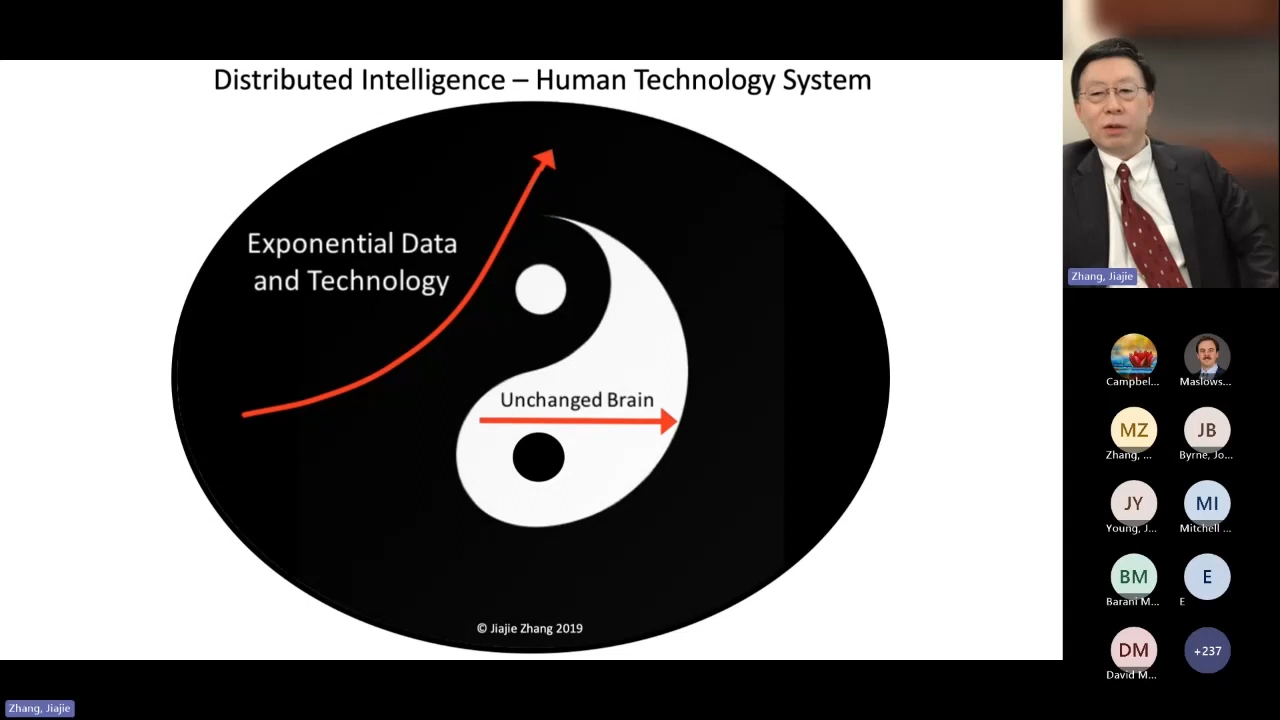 Distributed Intelligence – Human Technology System
Exponential Data
and Technology
Unchanged Brain
© Jiajie Zhang 2019
Zhang, Jiajie
Campbel...
Maslows...
MZ
Zhang, ...
JB
Byrne, Jo...
JY
Young, J...
MI
Mitchell ...
BM
Barani M...
E
E
DM
David M...
+237
Zhang, Jiajie